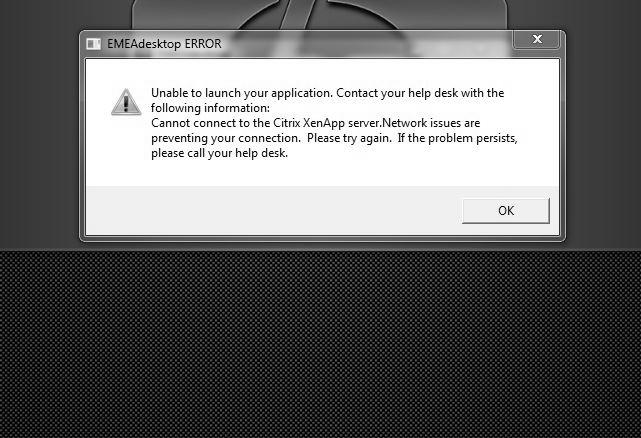 EMEAdesktop ERROR
Unable to launch your application. Contact your help desk with the
following information:
Cannot connect to the Citrix XenApp server.Network issues are
preventing your connection.  Please try again.  If the problem persists,
please call your help desk.
OK